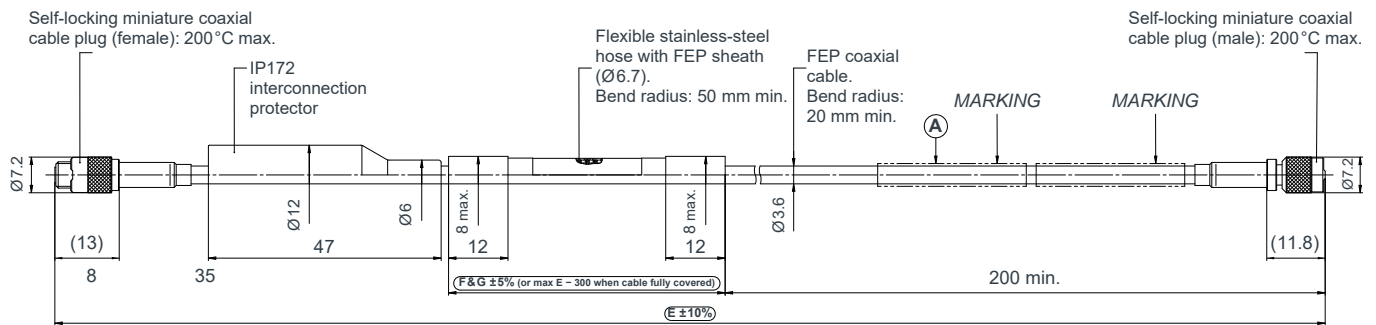 Self-locking miniature coaxial
cable plug (female): 200°C max.
IP172
interconnection
protector
Flexible stainless-steel
hose with FEP sheath
(Ø6.7).
Bend radius: 50 mm min.
FEP coaxial
cable.
Bend radius:
20 mm min.
Self-locking miniature coaxial
cable plug (male): 200°C max.
A
MARKING
MARKING
Ø7.2
Ø12
Ø6
8 max.
8 max.
Ø3.6
Ø7.2
(13)
47
12
12
(11.8)
8
35
F&G ±5% (or max E − 300 when cable fully covered)
200 min.
E ±10%